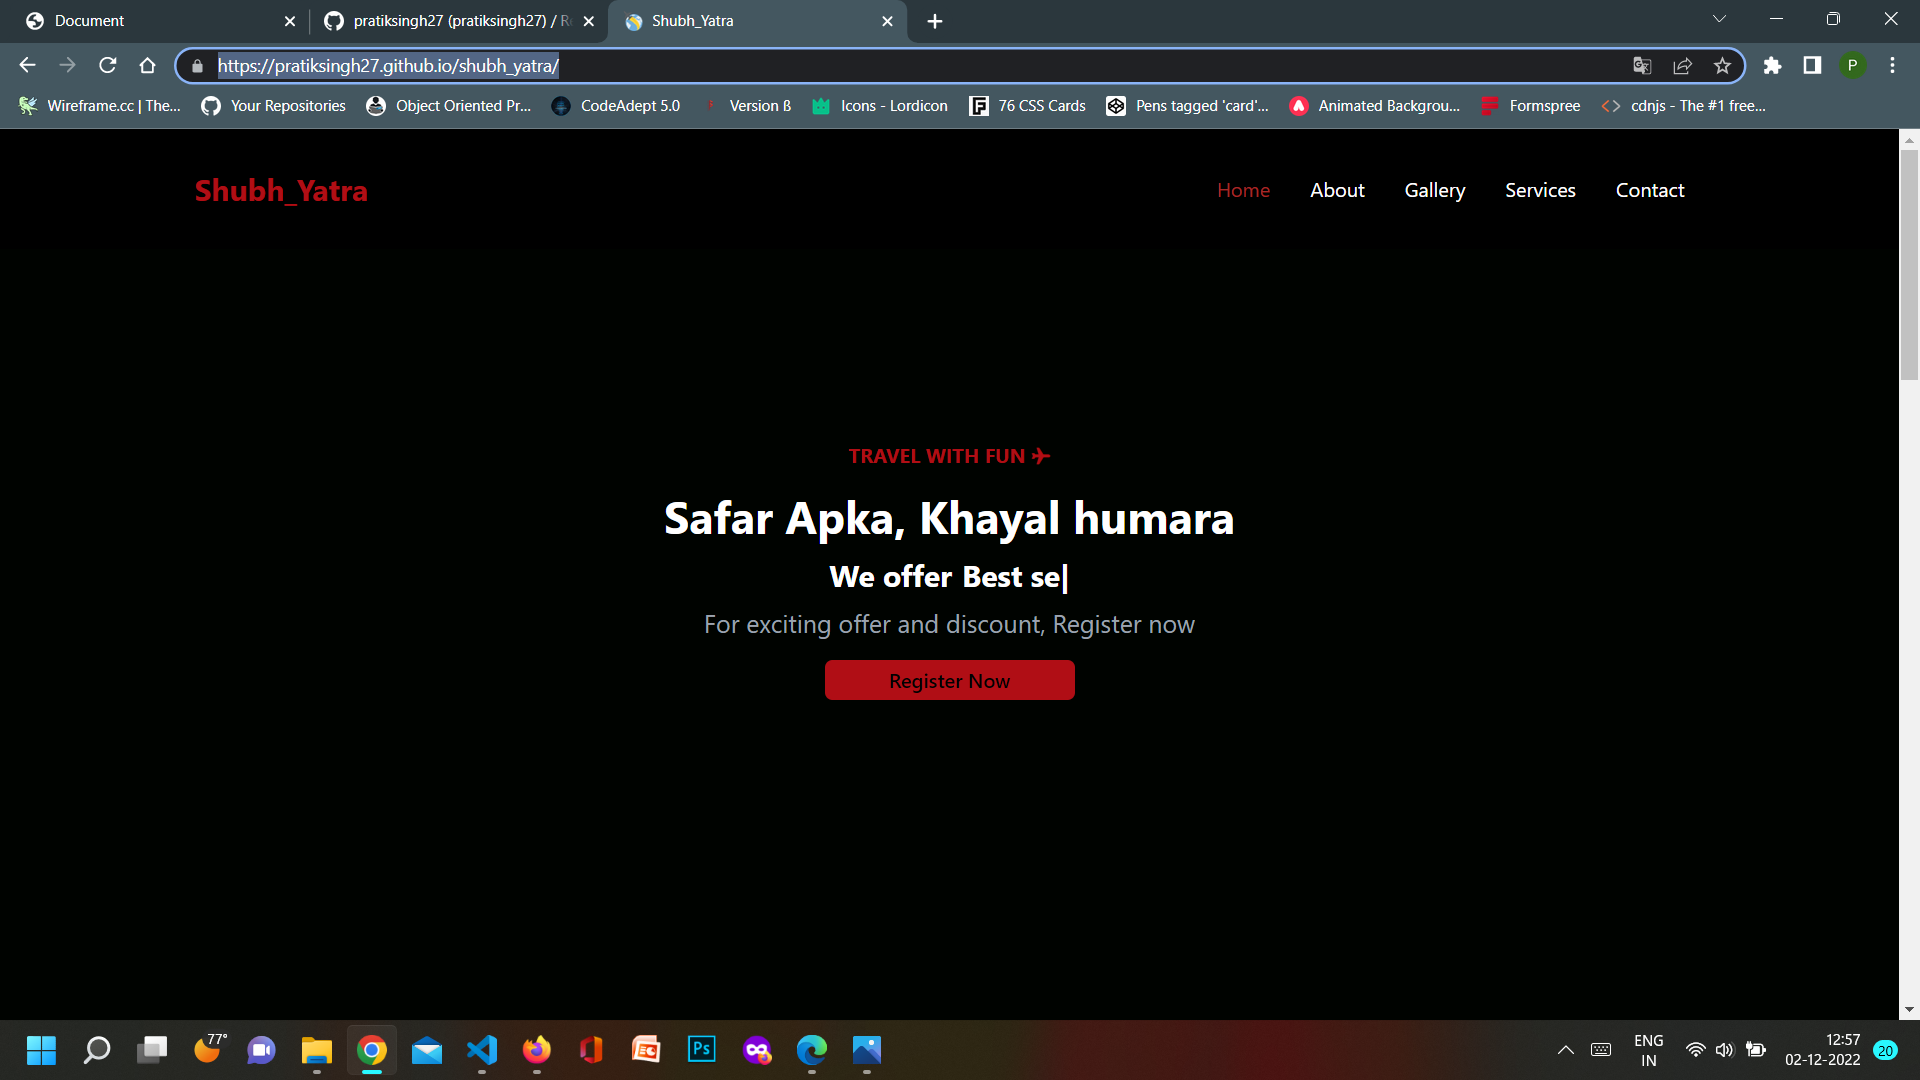 Document
pratiksingh27 (pratiksingh27) / Re
Shubh_Yatra
https://pratiksingh27.github.io/shubh_yatra/
P
Wireframe.cc | The...
Your Repositories
Object Oriented Pr...
CodeAdept 5.0
Version ß
Icons - Lordicon
76 CSS Cards
Pens tagged 'card'...
Animated Backgrou...
Formspree
cdnjs - The #1 free...
Shubh_Yatra
Home
About
Gallery
Services
Contact
TRAVEL WITH FUN
Safar Apka, Khayal humara
We offer Best se|
For exciting offer and discount, Register now
Register Now
77°
Ps
ENG
IN
12:57
02-12-2022
20